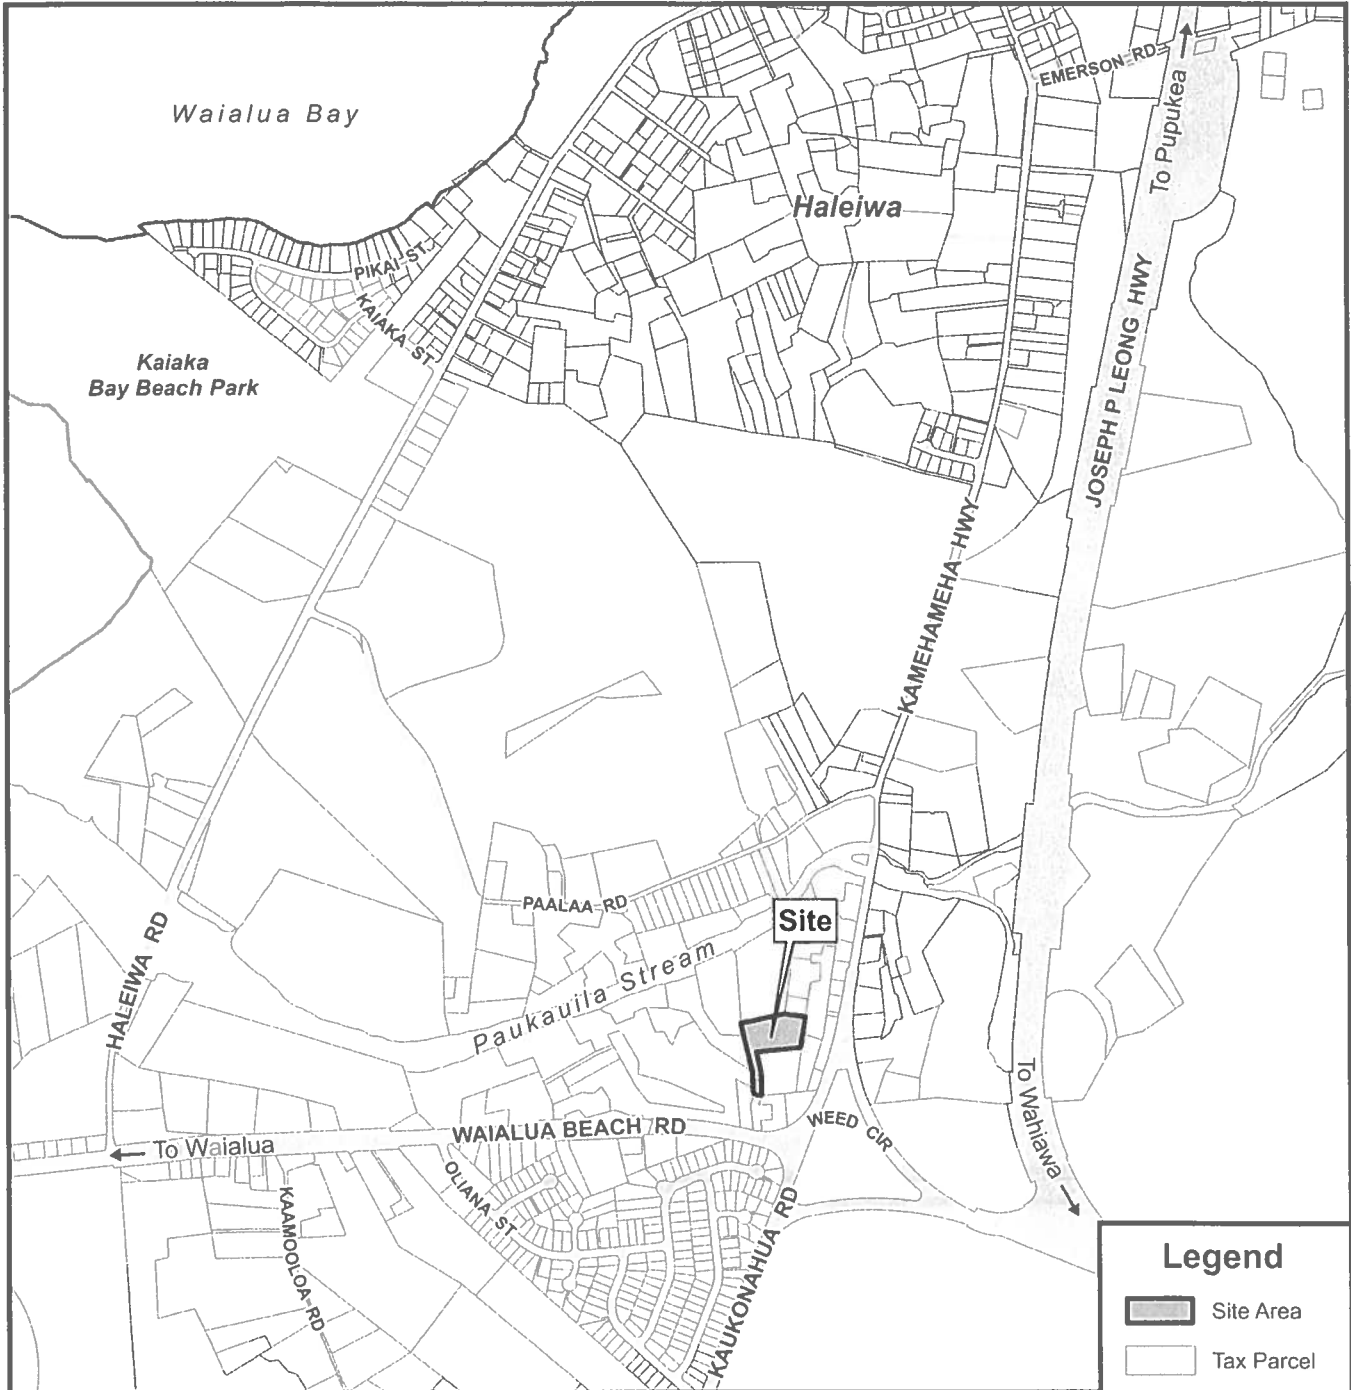 Waialua Bay
EMERSON RD
To Pupukea
Haleiwa
PIKAI ST
KAIAKA ST
JOSEPH P LEONG HWY
Kaiaka
Bay Beach Park
KAMEHAMEHA HWY
PAALAA RD
Site
HALEIWA RD
Paukauila Stream
To Wahiawa
WEED CIR
WAIALUA BEACH RD
To Waialua
OLIANA ST
KAAMOOLOA RD
KAUKONAHUA RD
Legend
Site Area
Tax Parcel